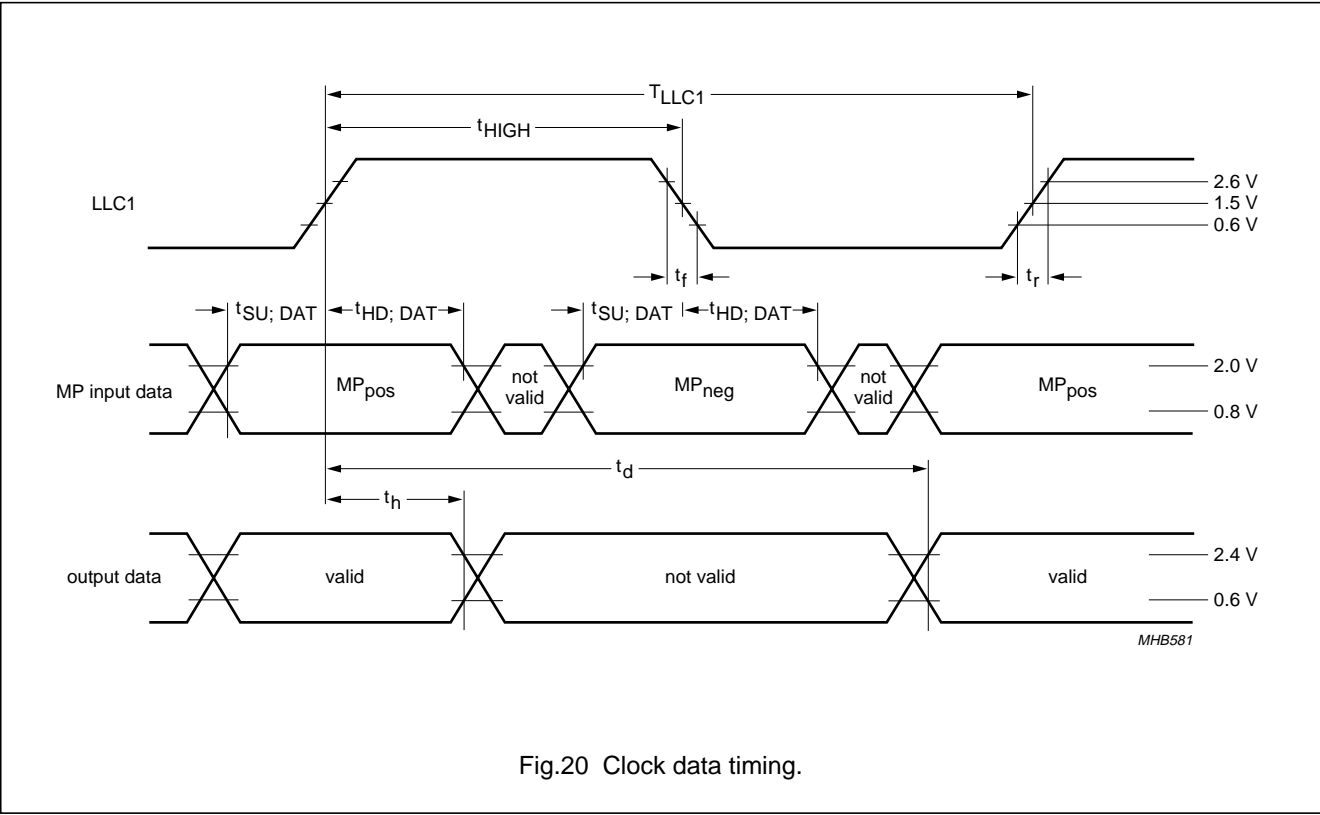 T_LLC1
t_HIGH
LLC1
2.6 V
1.5 V
0.6 V
t_f
t_r
t_SU; DAT
t_HD; DAT
t_SU; DAT
t_HD; DAT
MP input data
MP_pos
not
valid
MP_neg
not
valid
MP_pos
2.0 V
0.8 V
t_d
t_h
output data
valid
not valid
valid
2.4 V
0.6 V
MHB581
Fig.20 Clock data timing.